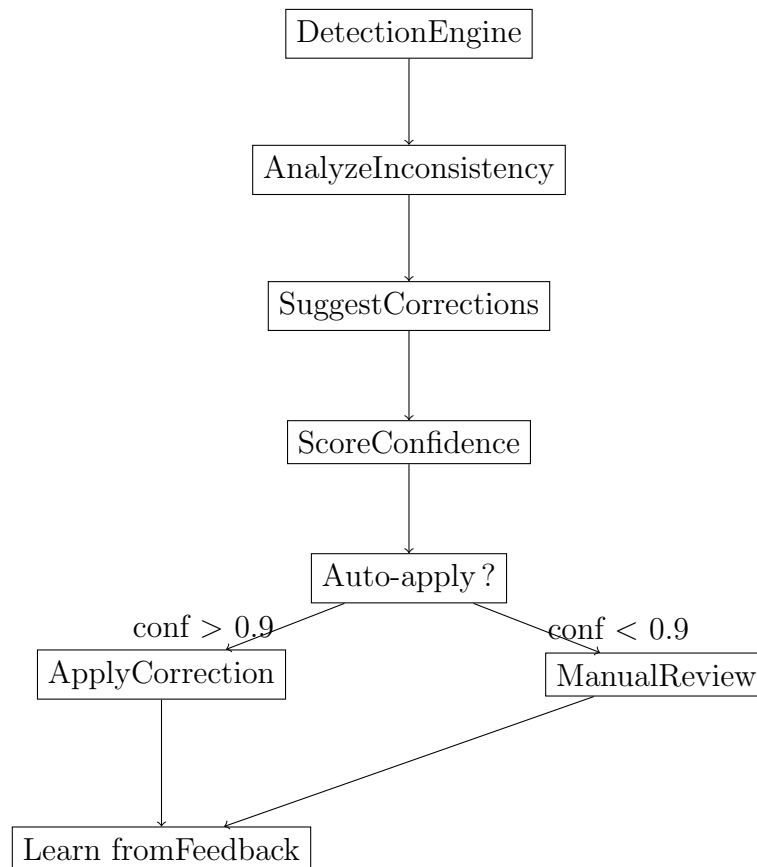 DetectionEngine
AnalyzeInconsistency
SuggestCorrections
ScoreConfidence
Auto-apply ?
conf > 0.9
conf < 0.9
ApplyCorrection
ManualReview
Learn fromFeedback